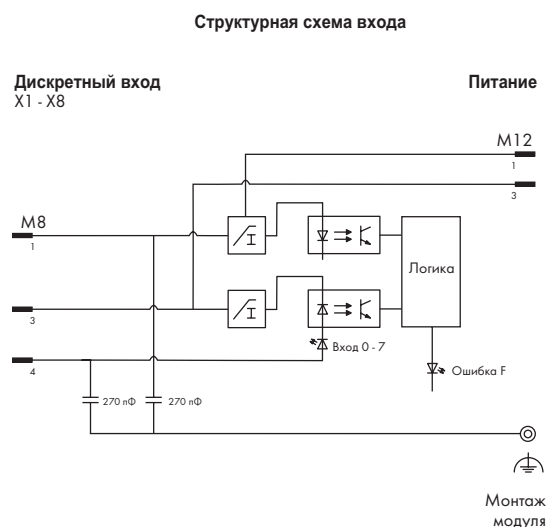 Структурная схема входа
Дискретный вход
X1 - X8
Питание
M12
1
3
M8
1
3
4
Логика
Вход 0 - 7
Ошибка F
270 пФ
270 пФ
Монтаж
модуля